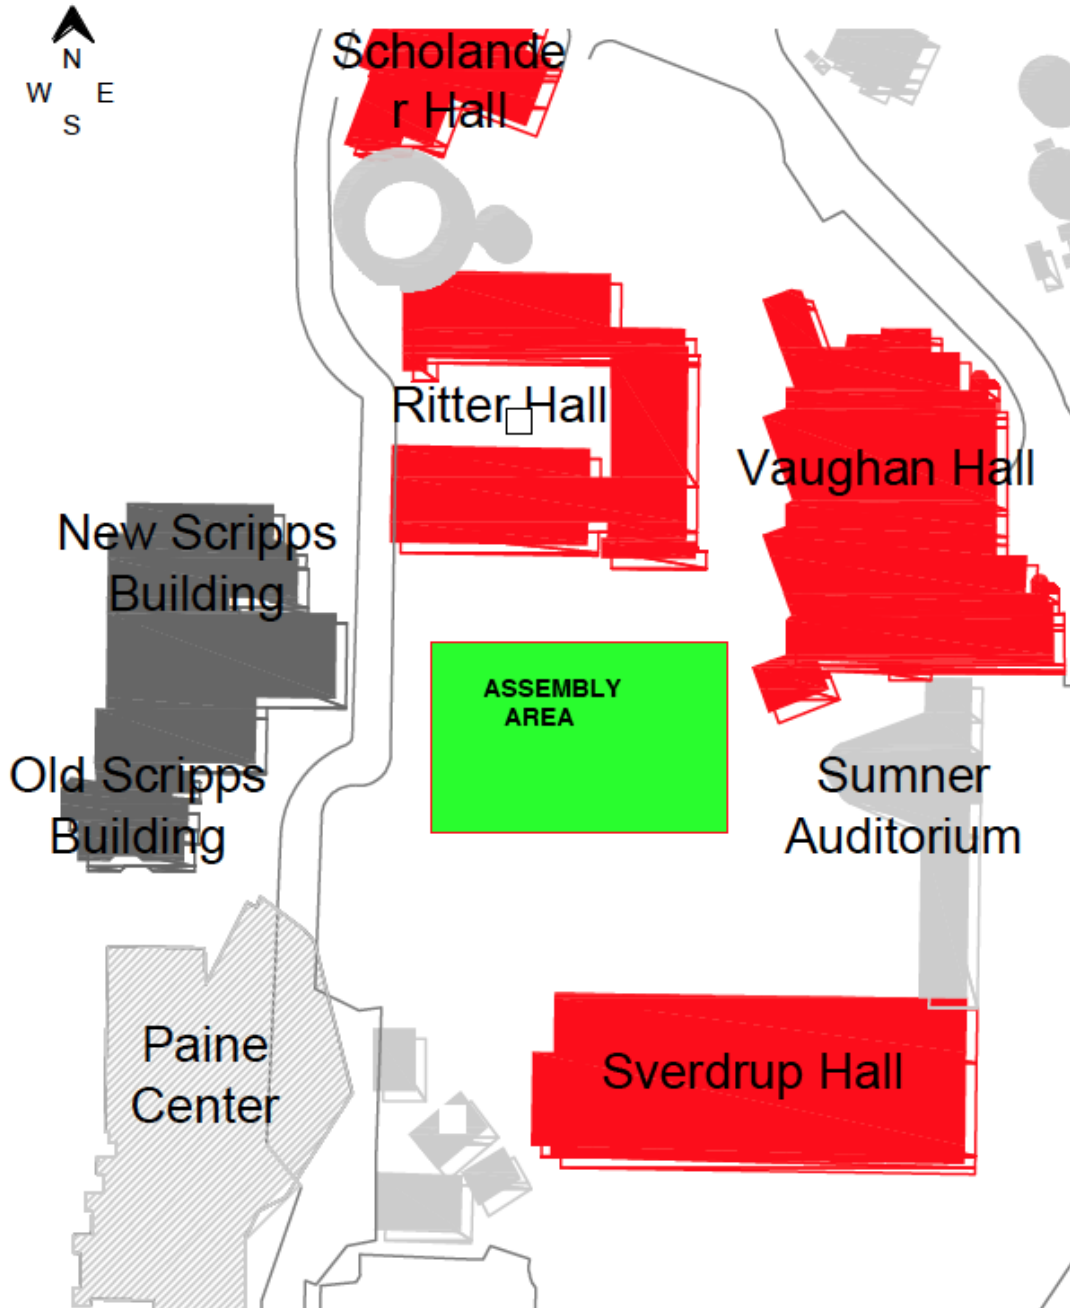 N
W E
S
Scholande
r Hall
Ritter Hall
Vaughan Hall
New Scripps
Building
ASSEMBLY
AREA
Old Scripps
Building
Sumner
Auditorium
Paine
Center
Sverdrup Hall